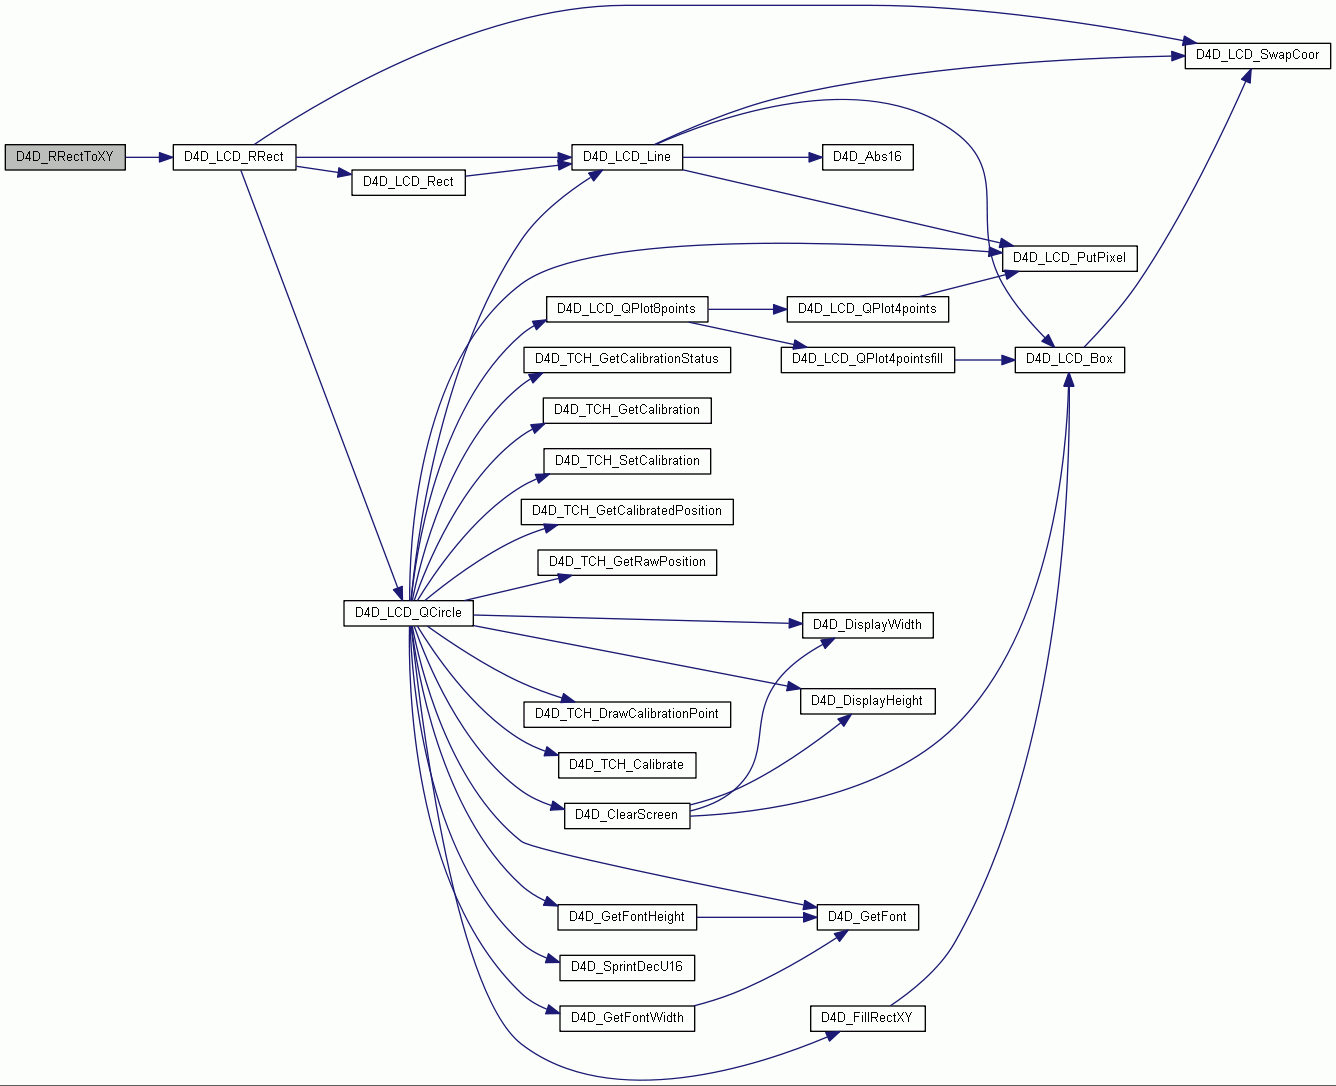 D4D_LCD_SwapCoor
D4D_RRectToXY
D4D_LCD_RRect
D4D_LCD_Line
D4D_Abs16
D4D_LCD_Rect
D4D_LCD_PutPixel
D4D_LCD_QPlot8points
D4D_LCD_QPlot4points
D4D_TCH_GetCalibrationStatus
D4D_LCD_QPlot4pointsfill
D4D_LCD_Box
D4D_TCH_GetCalibration
D4D_TCH_SetCalibration
D4D_TCH_GetCalibratedPosition
D4D_TCH_GetRawPosition
D4D_LCD_QCircle
D4D_DisplayWidth
D4D_DisplayHeight
D4D_TCH_DrawCalibrationPoint
D4D_TCH_Calibrate
D4D_ClearScreen
D4D_GetFontHeight
D4D_GetFont
D4D_SprintDecU16
D4D_GetFontWidth
D4D_FillRectXY